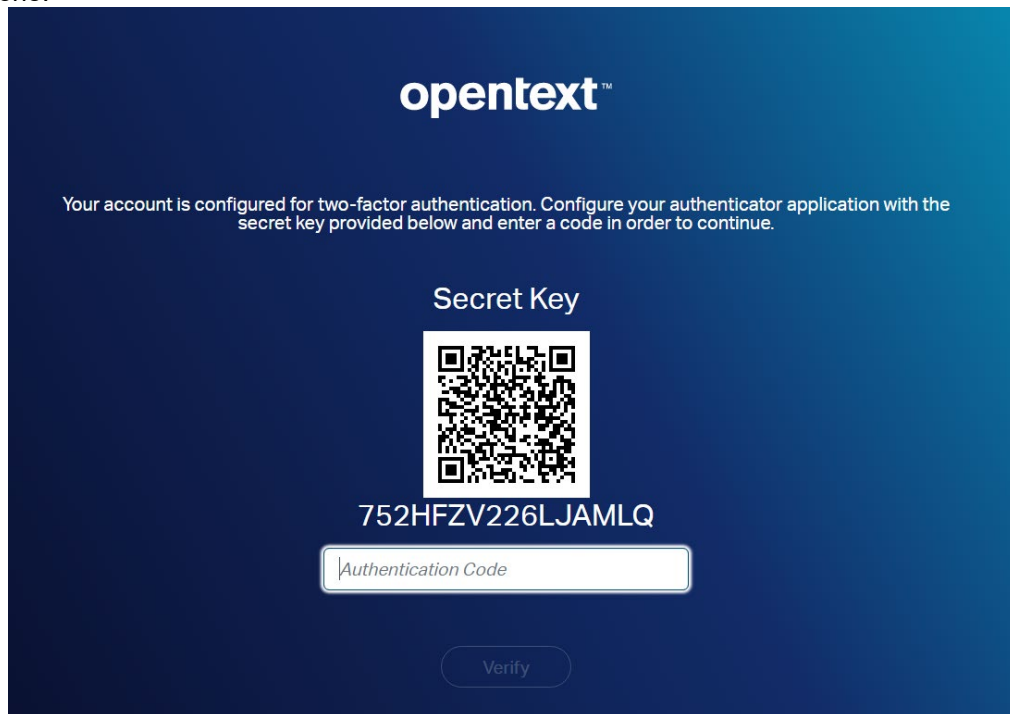 opentext™
Your account is configured for two-factor authentication. Configure your authenticator application with the
secret key provided below and enter a code in order to continue.
Secret Key
752HFZV226LJAMLQ
Authentication Code
Verify